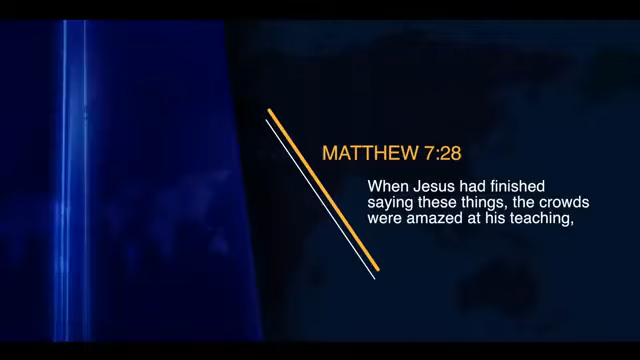 MATTHEW 7:28
When Jesus had finished
saying these things, the crowds
were amazed at his teaching,